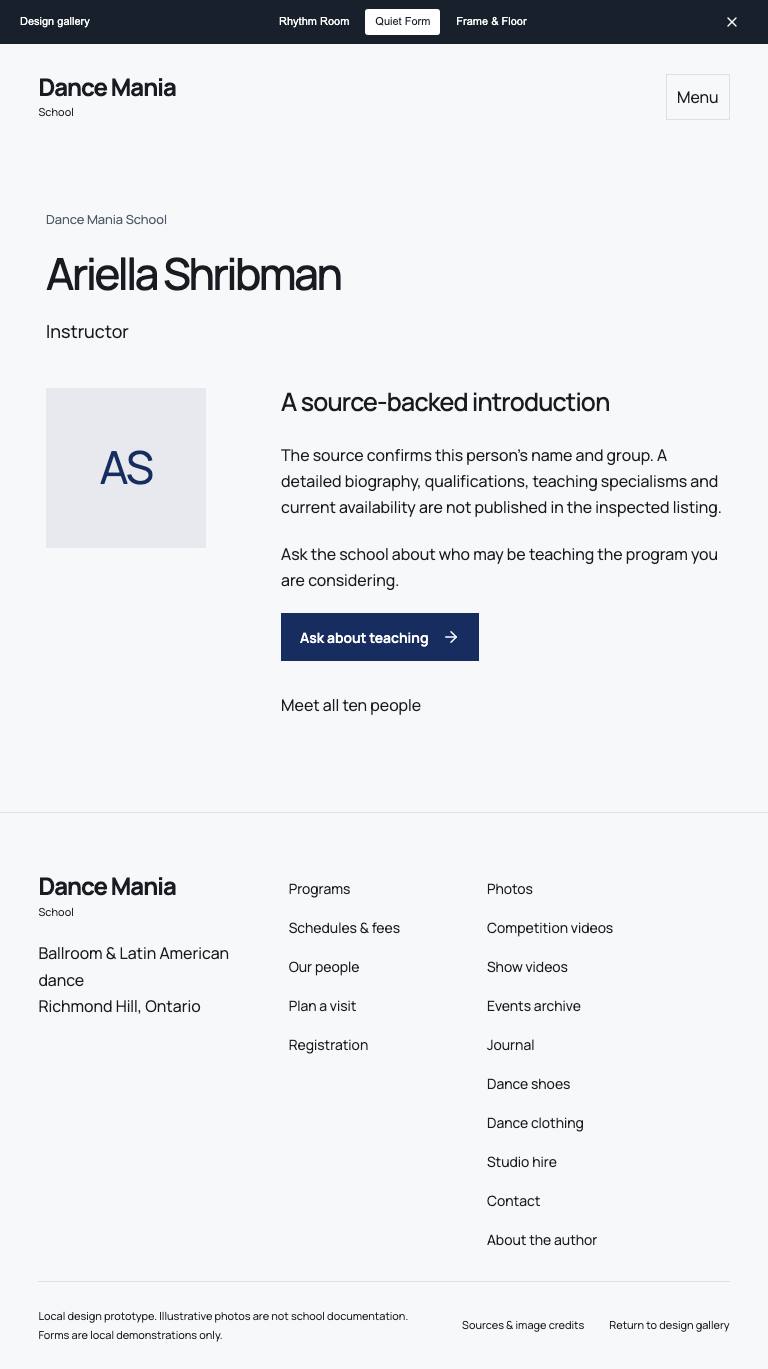 Design gallery
Rhythm Room
Quiet Form
Frame & Floor
Dance Mania
School
Menu
Dance Mania School
Ariella Shribman
Instructor
AS
A source-backed introduction
The source confirms this person's name and group. A
detailed biography, qualifications, teaching specialisms and
current availability are not published in the inspected listing.
Ask the school about who may be teaching the program you
are considering.
Ask about teaching
Meet all ten people
Dance Mania
School
Ballroom & Latin American
dance
Richmond Hill, Ontario
Programs
Schedules & fees
Our people
Plan a visit
Registration
Photos
Competition videos
Show videos
Events archive
Journal
Dance shoes
Dance clothing
Studio hire
Contact
About the author
Local design prototype. Illustrative photos are not school documentation.
Forms are local demonstrations only.
Sources & image credits
Return to design gallery